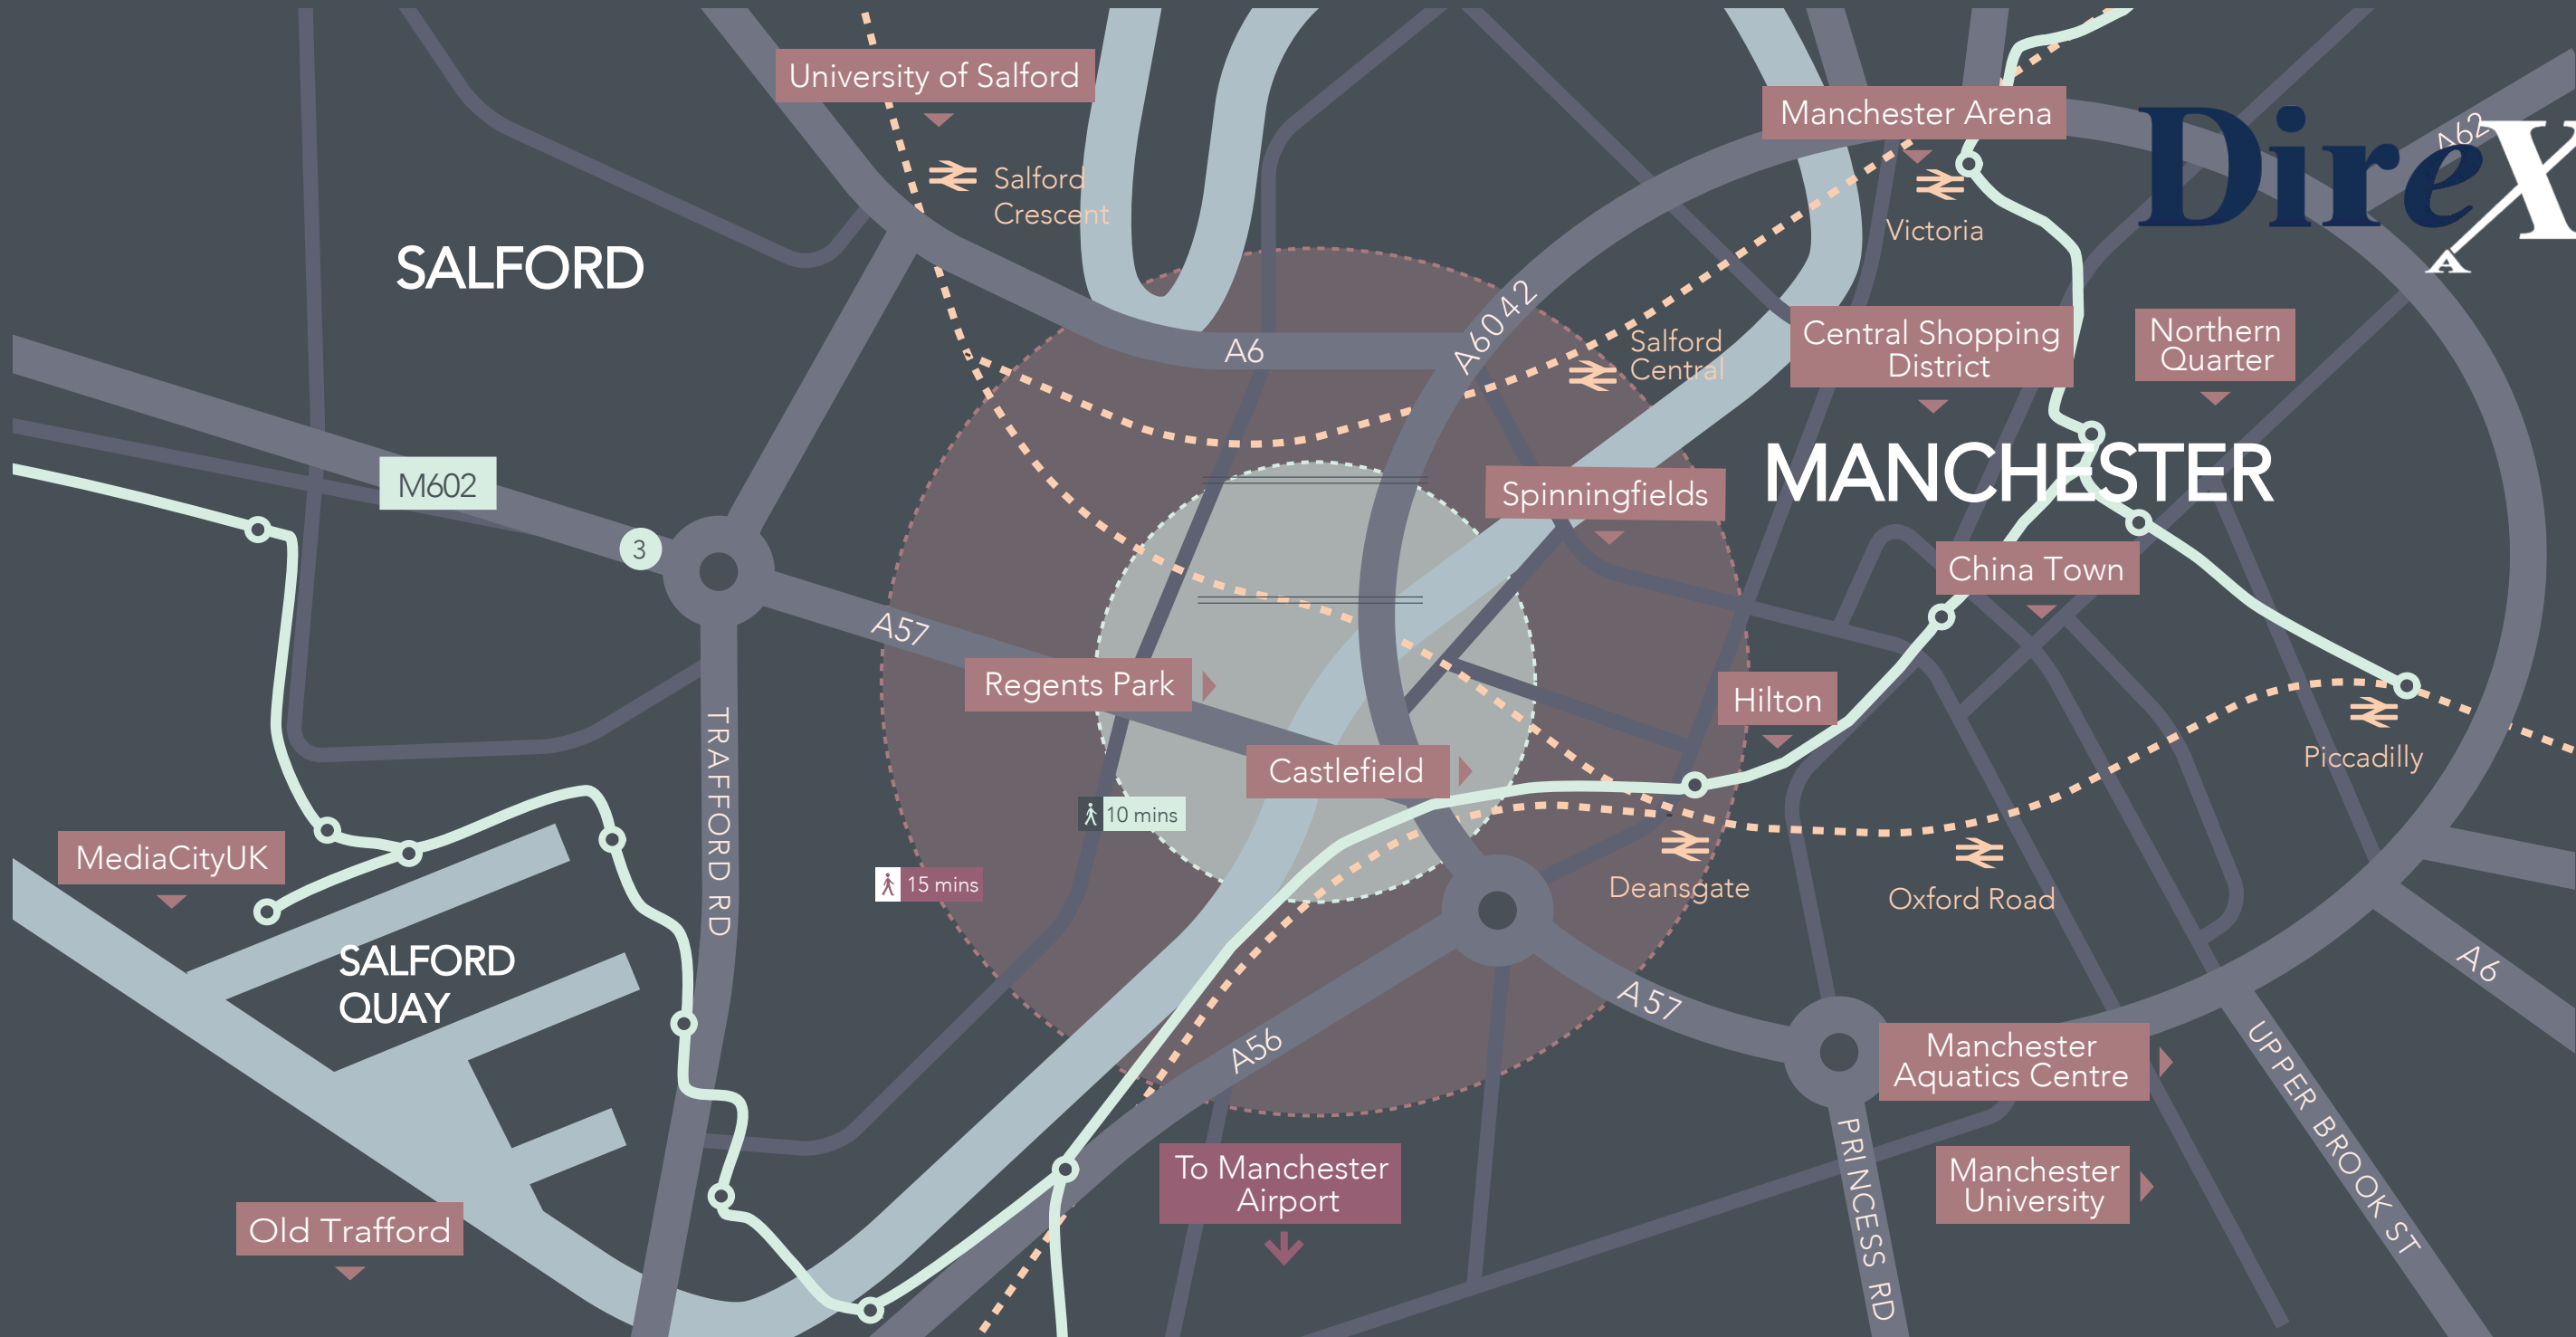 University of Salford
Manchester Arena
DireX
A
A62
Salford
Crescent
Victoria
SALFORD
A6
A6042
Salford
Central
Central Shopping
District
Northern
Quarter
M602
3
Spinningfields
MANCHESTER
China Town
A57
Regents Park
Hilton
TRAFFORD RD
Castlefield
Piccadilly
10 mins
MediaCityUK
15 mins
Deansgate
Oxford Road
SALFORD
QUAY
A57
A6
A56
Manchester
Aquatics Centre
UPPER BROOK ST
To Manchester
Airport
Manchester
University
PRINCESS RD
Old Trafford